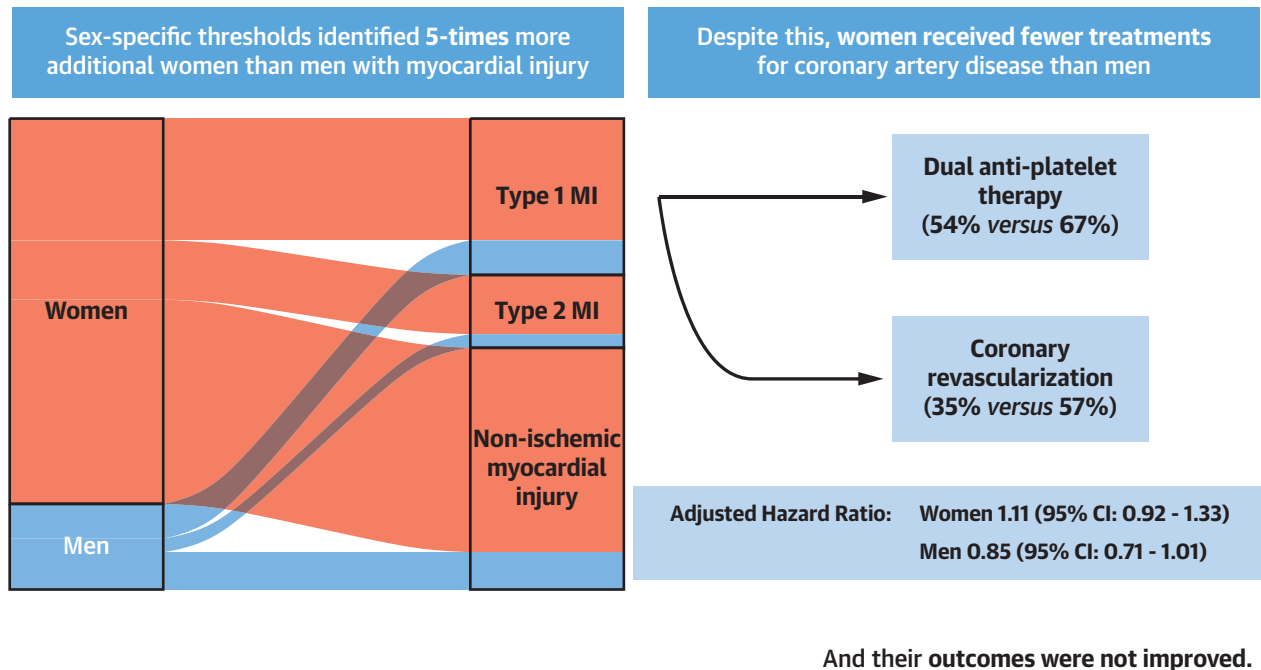 Sex-specific thresholds identified 5-times more
additional women than men with myocardial injury
Despite this, women received fewer treatments
for coronary artery disease than men
Women
Men
Type 1 MI
Type 2 MI
Non-ischemic
myocardial
injury
Dual anti-platelet
therapy
(54% versus 67%)
Coronary
revascularization
(35% versus 57%)
Adjusted Hazard Ratio: Women 1.11 (95% CI: 0.92 - 1.33)
Men 0.85 (95% CI: 0.71 - 1.01)
And their outcomes were not improved.